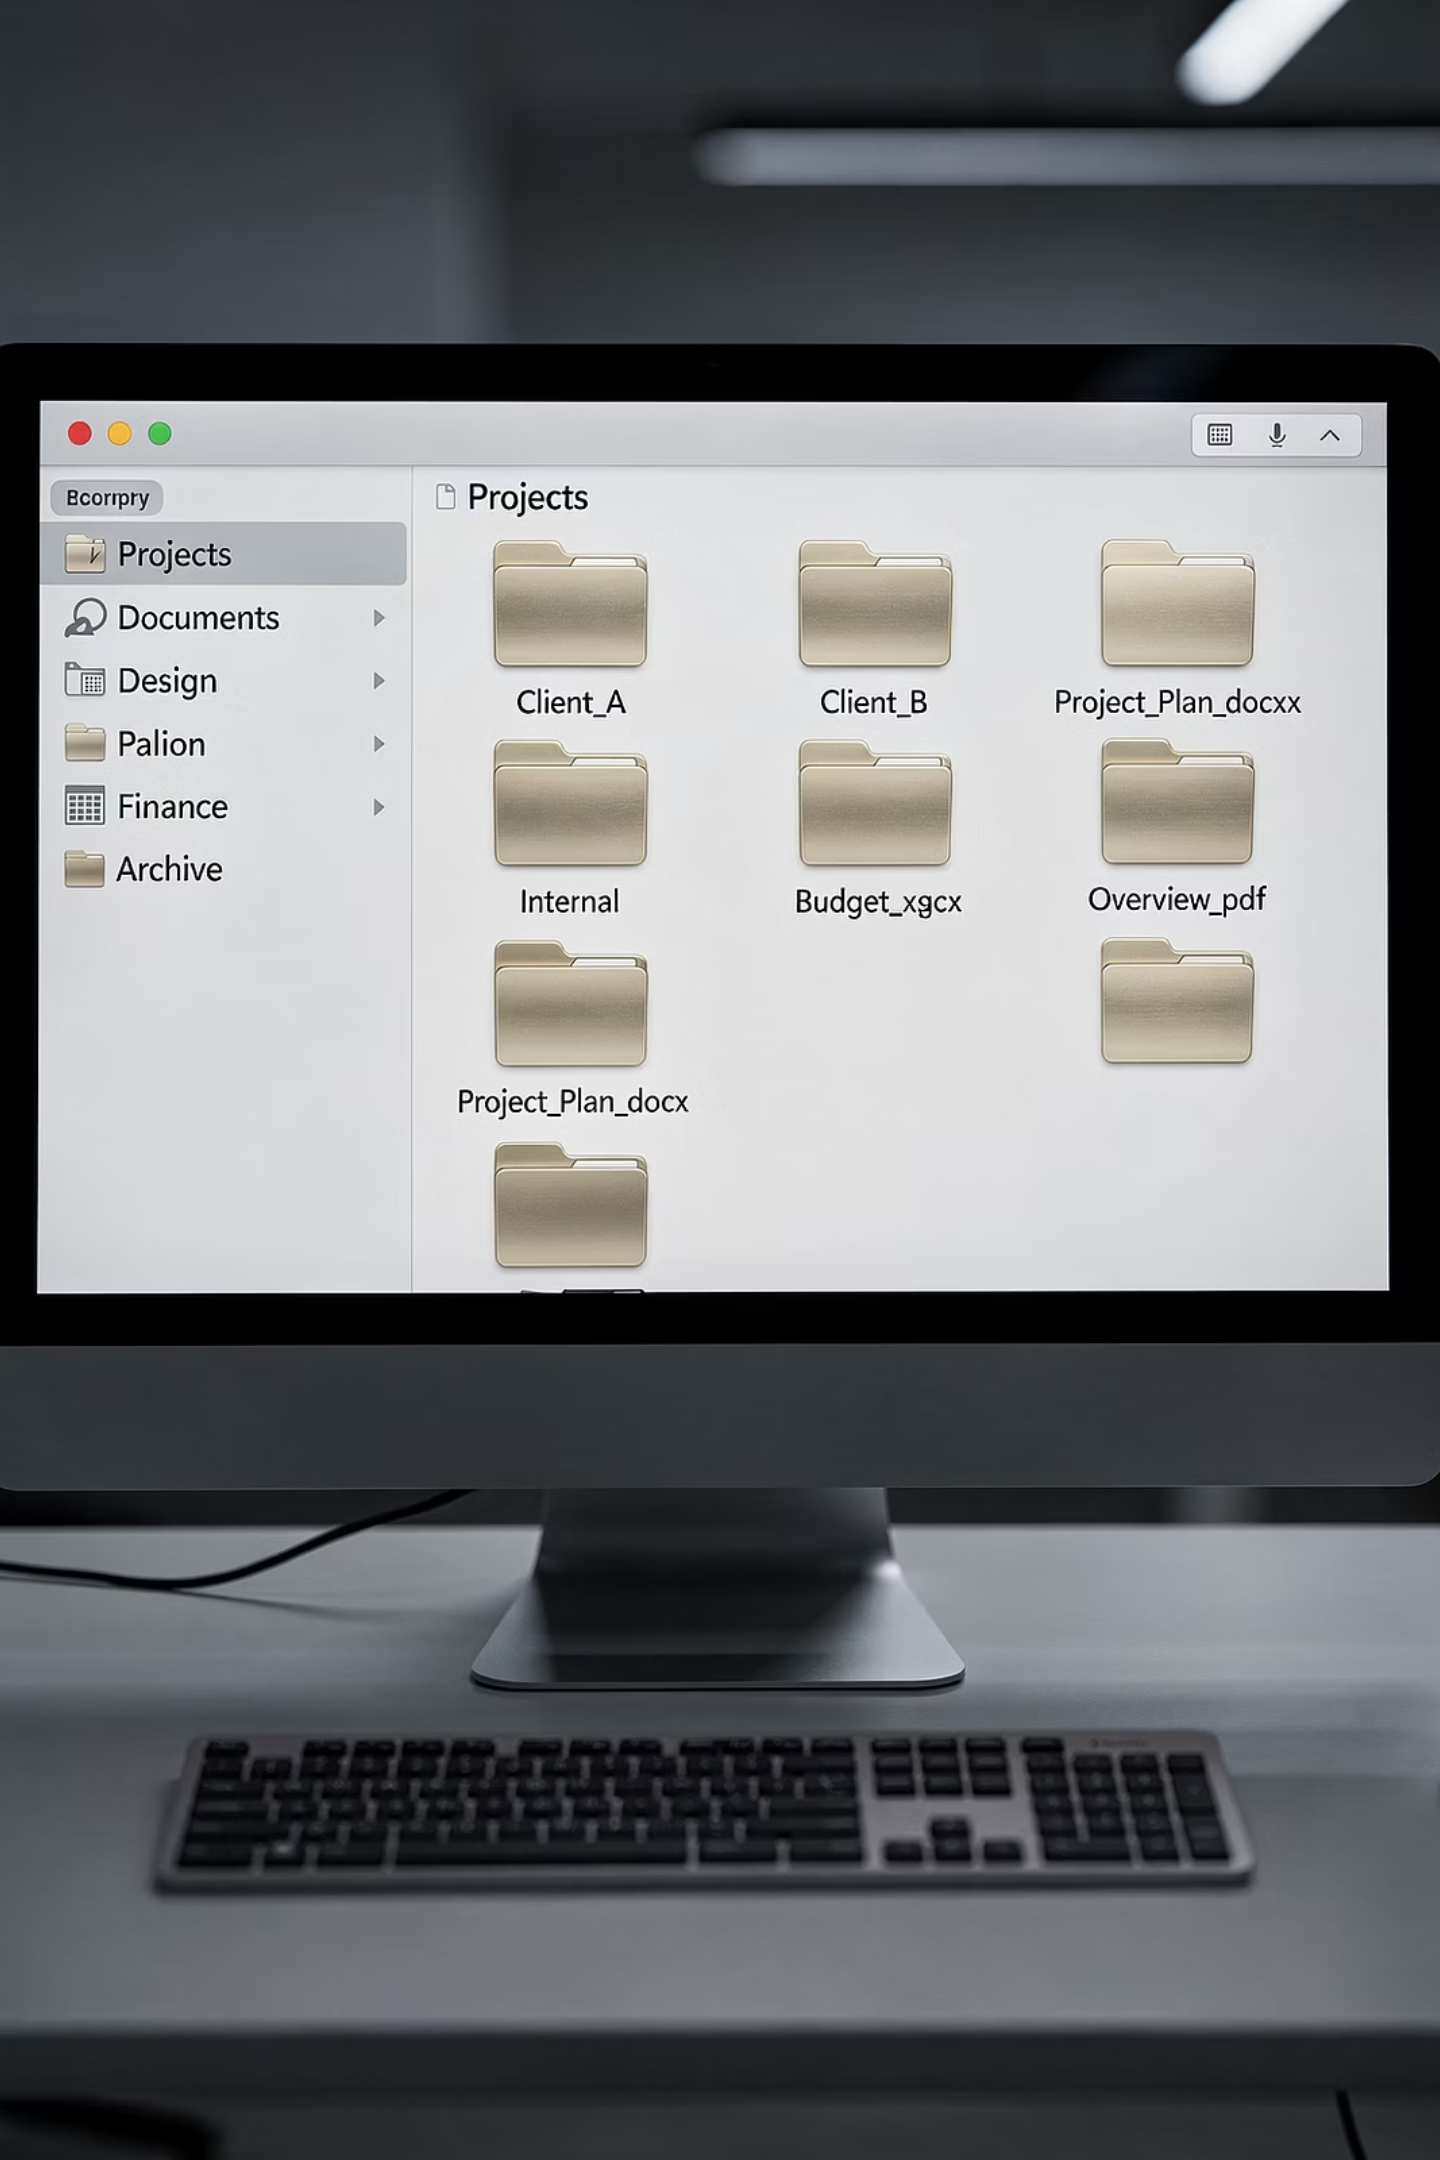 Bcorrpry
Projects
Documents
Design
Palion
Finance
Archive
Projects
Client_A
Client_B
Project_Plan_docxx
Internal
Budget_xgcx
Overview_pdf
Project_Plan_docx